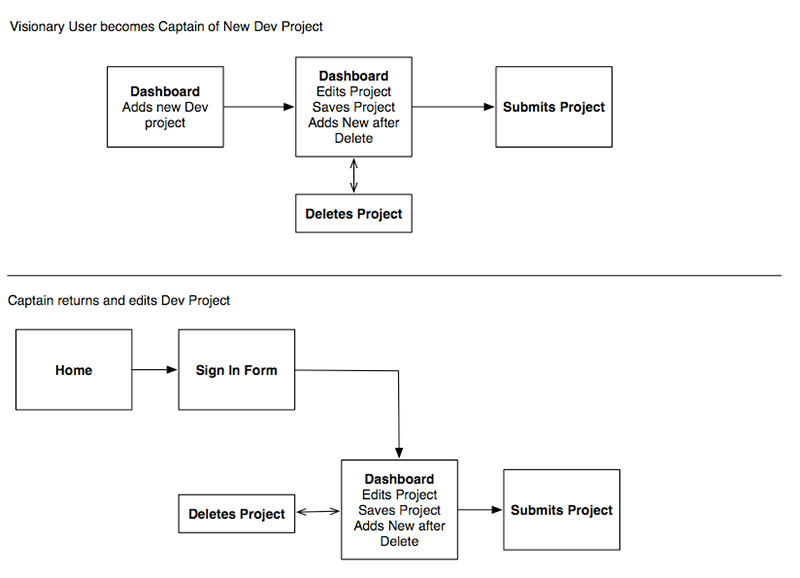 Visionary User becomes Captain of New Dev Project
Dashboard
Adds new Dev
project
Dashboard
Edits Project
Saves Project
Adds New after
Delete
Submits Project
Deletes Project
Captain returns and edits Dev Project
Home
Sign In Form
Dashboard
Edits Project
Saves Project
Adds New after
Delete
Deletes Project
Submits Project